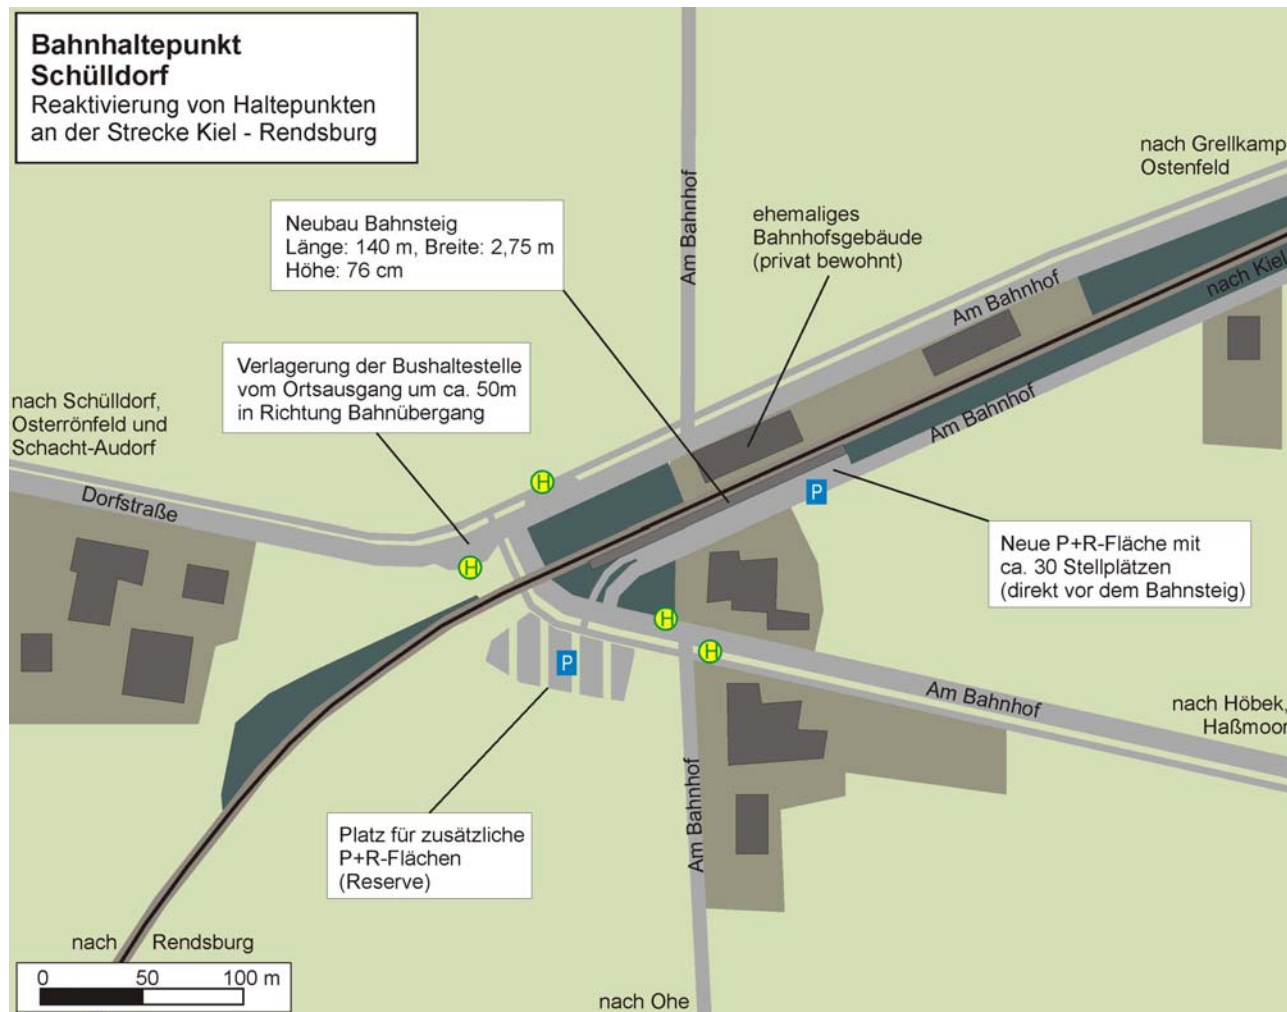 Bahnhaltepunkt
Schülldorf
Reaktivierung von Haltepunkten
an der Strecke Kiel - Rendsburg
nach Grellkamp
Ostenfeld
Am Bahnhof
ehemaliges
Bahnhofsgebäude
(privat bewohnt)
Neubau Bahnsteig
Länge: 140 m, Breite: 2,75 m
Höhe: 76 cm
Am Bahnhof
nach Kiel
Verlagerung der Bushaltestelle
vom Ortsausgang um ca. 50m
in Richtung Bahnübergang
nach Schülldorf,
Osterrönfeld und
Schacht-Audorf
Am Bahnhof
Dorfstraße
H
P
H
Neue P+R-Fläche mit
ca. 30 Stellplätzen
(direkt vor dem Bahnsteig)
H
H
P
Am Bahnhof
nach Höbek,
Haßmoor
Am Bahnhof
Platz für zusätzliche
P+R-Flächen
(Reserve)
nach Rendsburg
0 50 100 m
nach Ohe